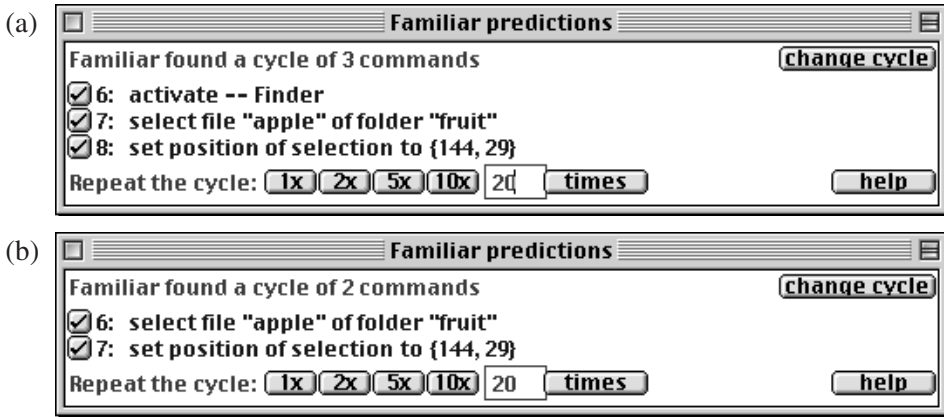 (a)
Familiar predictions
Familiar found a cycle of 3 commands change cycle
6: activate -- Finder
7: select file "apple" of folder "fruit"
8: set position of selection to {144, 29}
Repeat the cycle: 1x 2x 5x 10x 20 times help
(b)
Familiar predictions
Familiar found a cycle of 2 commands change cycle
6: select file "apple" of folder "fruit"
7: set position of selection to {144, 29}
Repeat the cycle: 1x 2x 5x 10x 20 times help